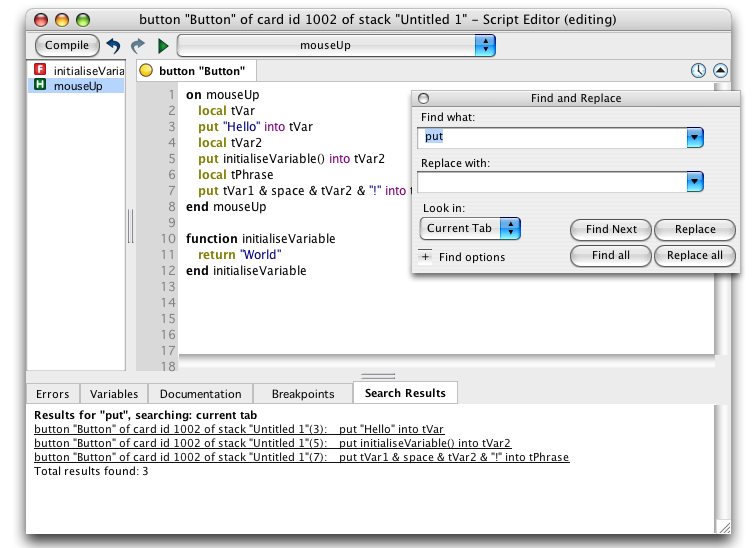 button "Button" of card id 1002 of stack "Untitled 1" - Script Editor (editing)
Compile
mouseUp
F initialiseVaria
H mouseUp
button "Button"
1 on mouseUp
2 local tVar
3 put "Hello" into tVar
4 local tVar2
5 put initialiseVariable() into tVar2
6 local tPhrase
7 put tVar1 & space & tVar2 & "!" into t
8 end mouseUp
9
10 function initialiseVariable
11 return "World"
12 end initialiseVariable
13
14
15
16
17
18
Find and Replace
Find what:
put
Replace with:
Look in:
Current Tab
Find Next
Replace
+ Find options
Find all
Replace all
Errors
Variables
Documentation
Breakpoints
Search Results
Results for "put", searching: current tab
button "Button" of card id 1002 of stack "Untitled 1"(3): put "Hello" into tVar
button "Button" of card id 1002 of stack "Untitled 1"(5): put initialiseVariable() into tVar2
button "Button" of card id 1002 of stack "Untitled 1"(7): put tVar1 & space & tVar2 & "!" into tPhrase
Total results found: 3